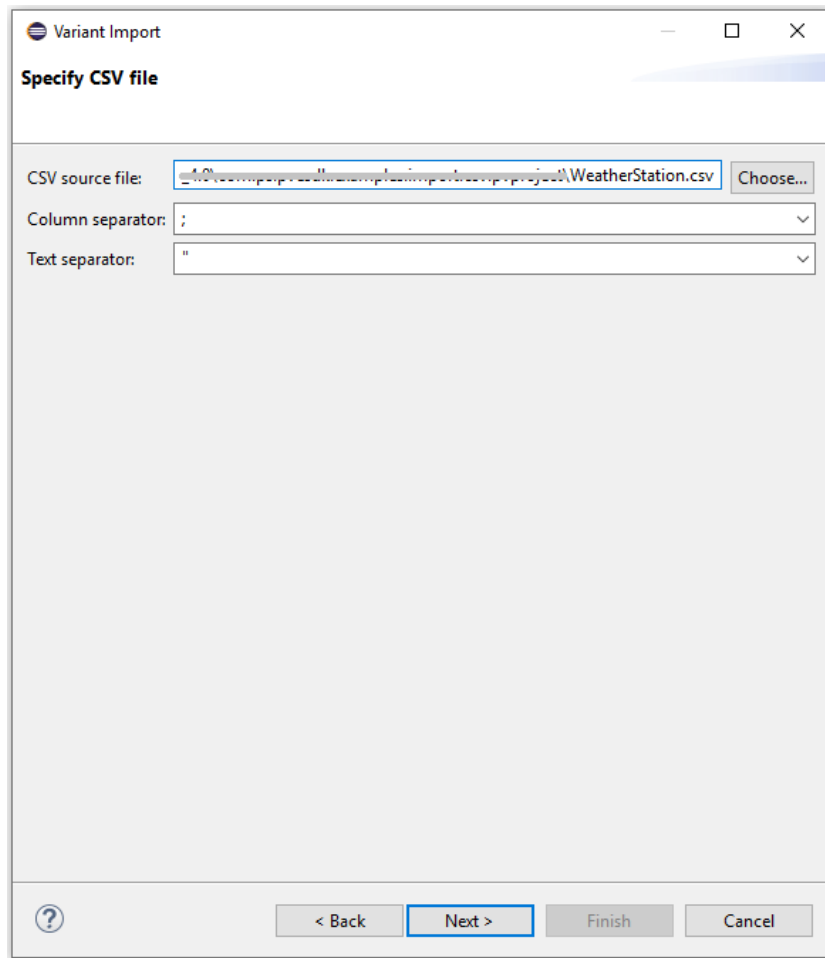 Variant Import
Specify CSV file
CSV source file: \WeatherStation.csv Choose...
Column separator: ;
Text separator: "
? < Back Next > Finish Cancel